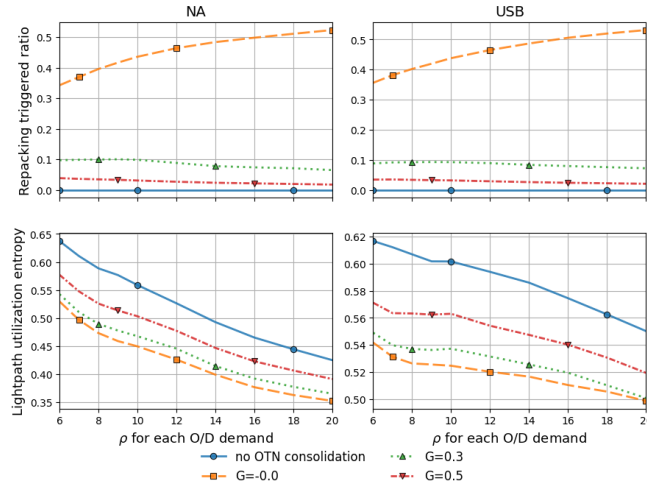 NA
USB
Repacking triggered ratio
0.5
0.4
0.3
0.2
0.1
0.0
0.5
0.4
0.3
0.2
0.1
0.0
Lightpath utilization entropy
0.65
0.60
0.55
0.50
0.45
0.40
0.35
0.62
0.60
0.58
0.56
0.54
0.52
0.50
6 8 10 12 14 16 18 20
6 8 10 12 14 16 18 20
ρ for each O/D demand
ρ for each O/D demand
no OTN consolidation
G=0.3
G=-0.0
G=0.5